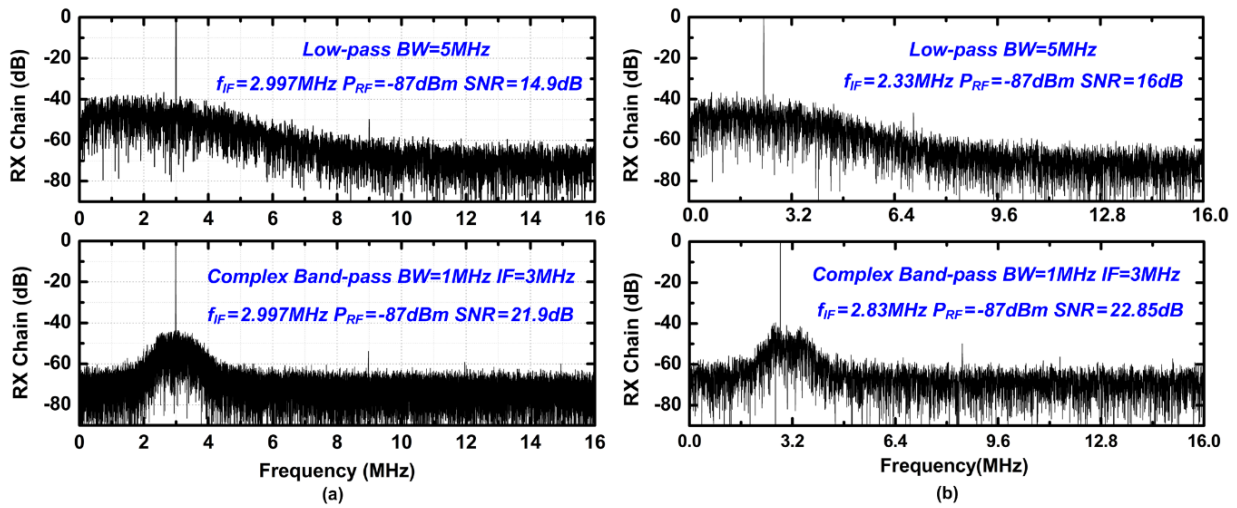 RX Chain (dB)
0
-20
-40
-60
-80
Low-pass BW=5MHz
fIF=2.997MHz PRF=-87dBm SNR=14.9dB
0 2 4 6 8 10 12 14 16
RX Chain (dB)
0
-20
-40
-60
-80
Complex Band-pass BW=1MHz IF=3MHz
fIF=2.997MHz PRF=-87dBm SNR=21.9dB
0 2 4 6 8 10 12 14 16
Frequency (MHz)
(a)
RX Chain (dB)
0
-20
-40
-60
-80
Low-pass BW=5MHz
fIF=2.33MHz PRF=-87dBm SNR=16dB
0.0 3.2 6.4 9.6 12.8 16.0
RX Chain (dB)
0
-20
-40
-60
-80
Complex Band-pass BW=1MHz IF=3MHz
fIF=2.83MHz PRF=-87dBm SNR=22.85dB
0.0 3.2 6.4 9.6 12.8 16.0
Frequency(MHz)
(b)